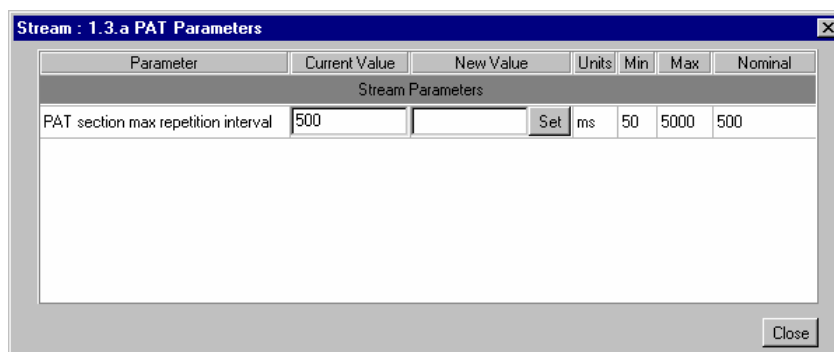 Stream : 1.3.a PAT Parameters
Parameter Current Value New Value Units Min Max Nominal
Stream Parameters
PAT section max repetition interval 500 Set ms 50 5000 500
Close